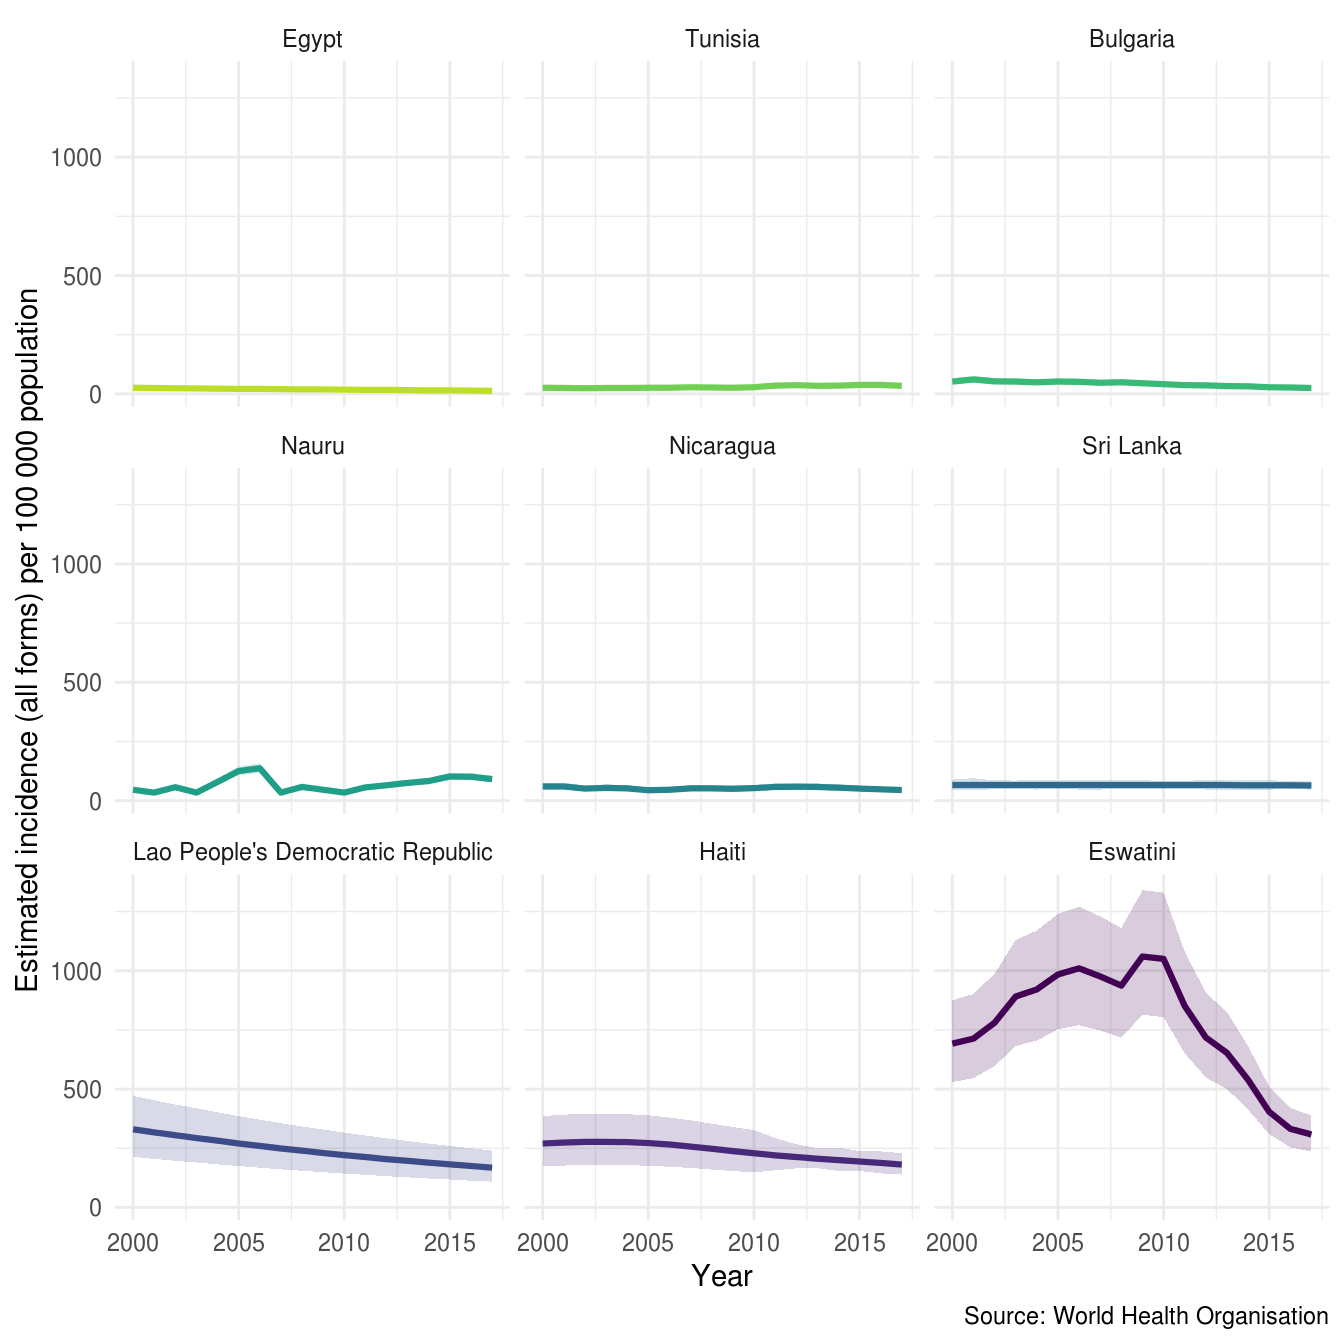 Egypt
Tunisia
Bulgaria
1000
500
0
Nauru
Nicaragua
Sri Lanka
1000
500
0
Lao People's Democratic Republic
Haiti
Eswatini
1000
500
0
2000 2005 2010 2015
2000 2005 2010 2015
2000 2005 2010 2015
Year
Estimated incidence (all forms) per 100 000 population
Source: World Health Organisation